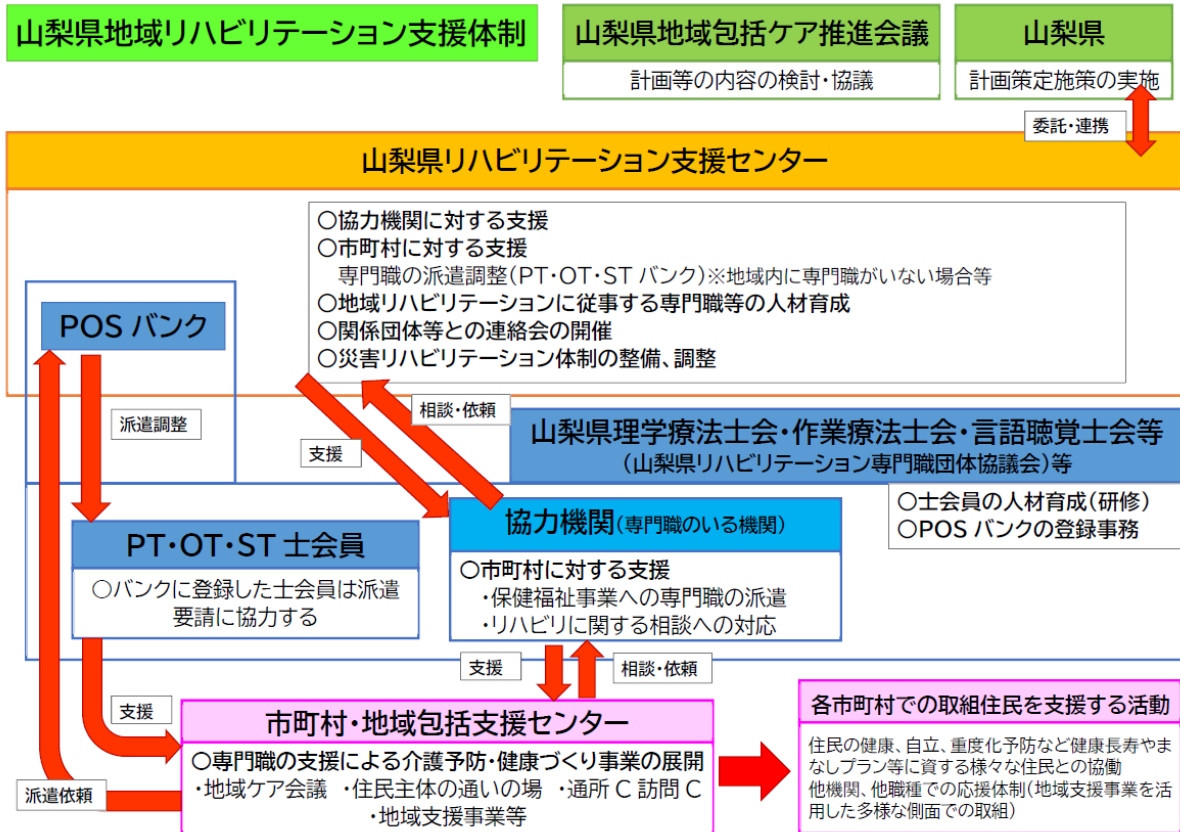 山梨県地域リハビリテーション支援体制
山梨県地域包括ケア推進会議
計画等の内容の検討・協議
山梨県
計画策定施策の実施
委託・連携
山梨県リハビリテーション支援センター
○協力機関に対する支援
○市町村に対する支援
専門職の派遣調整(PT・OT・ST バンク)※地域内に専門職がいない場合等
○地域リハビリテーションに従事する専門職等の人材育成
○関係団体等との連絡会の開催
○災害リハビリテーション体制の整備、調整
POS バンク
派遣調整
支援
相談・依頼
山梨県理学療法士会・作業療法士会・言語聴覚士会等
(山梨県リハビリテーション専門職団体協議会)等
○士会員の人材育成(研修)
○POS バンクの登録事務
PT・OT・ST 士会員
○バンクに登録した士会員は派遣
要請に協力する
協力機関(専門職のいる機関)
○市町村に対する支援
・保健福祉事業への専門職の派遣
・リハビリに関する相談への対応
支援
相談・依頼
支援
派遣依頼
市町村・地域包括支援センター
○専門職の支援による介護予防・健康づくり事業の展開
・地域ケア会議 ・住民主体の通いの場 ・通所 C 訪問 C
・地域支援事業等
各市町村での取組住民を支援する活動
住民の健康、自立、重度化予防など健康長寿やま
なしプラン等に資する様々な住民との協働
他機関、他職種での応援体制(地域支援事業を活
用した多様な側面での取組)